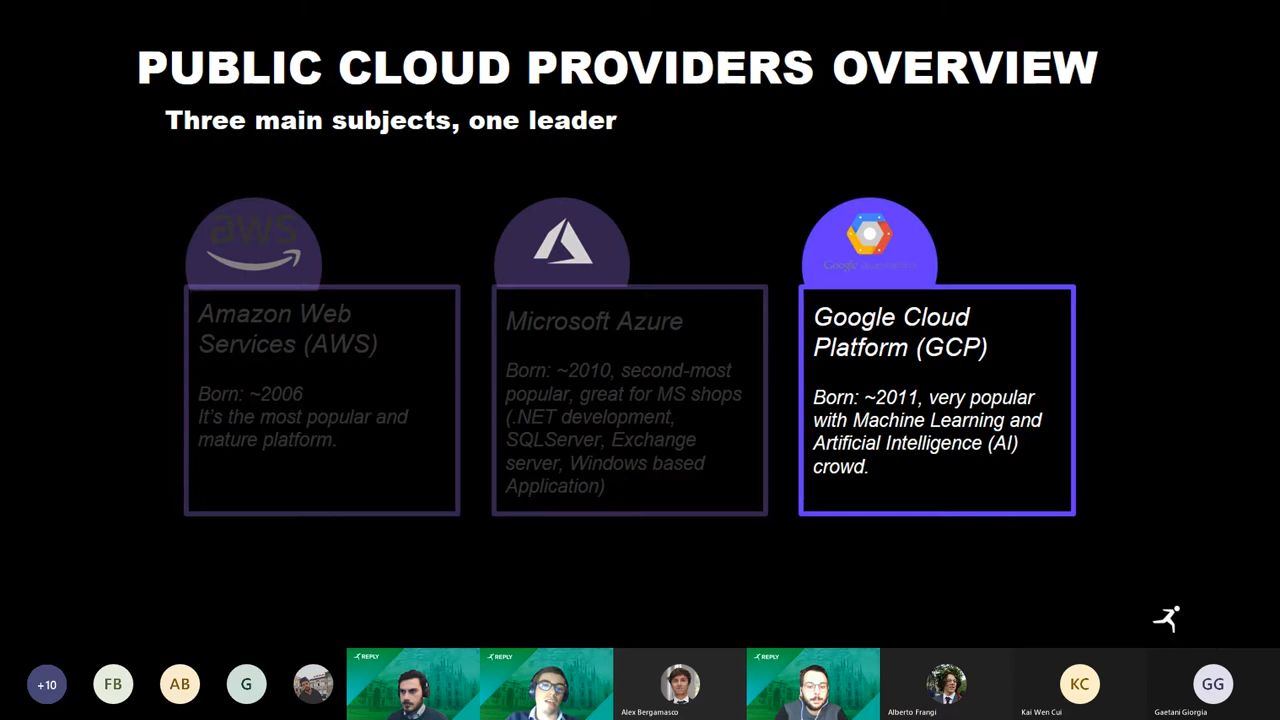 PUBLIC CLOUD PROVIDERS OVERVIEW
Three main subjects, one leader
aws
Google
Amazon Web
Services (AWS)
Born: ~2006
It's the most popular and
mature platform.
Microsoft Azure
Born: ~2010, second-most
popular, great for MS shops
(.NET development,
SQLServer, Exchange
server, Windows based
Application)
Google Cloud
Platform (GCP)
Born: ~2011, very popular
with Machine Learning and
Artificial Intelligence (AI)
crowd.
+10
FB
AB
G
REPLY
REPLY
Alex Bergamasco
REPLY
Alberto Frangi
KC
Kai Wen Cui
GG
Gaetani Giorgia